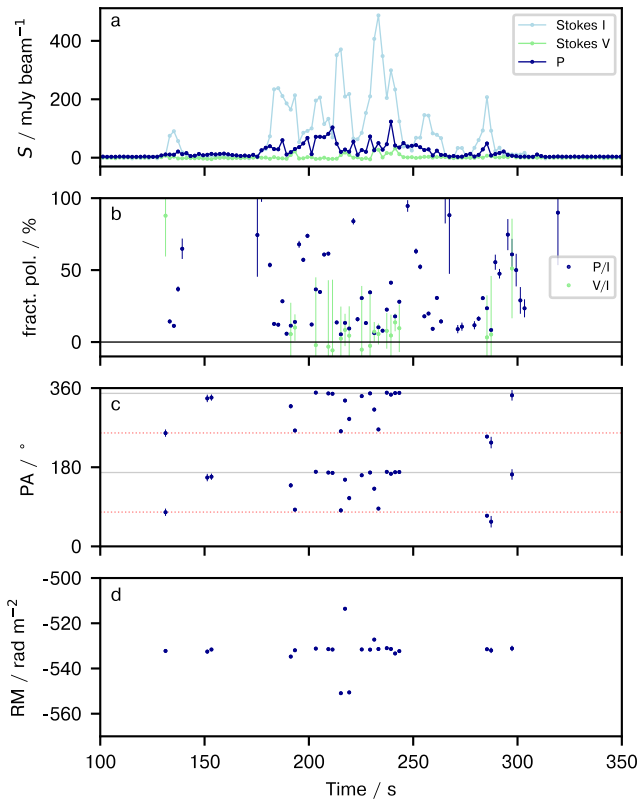 a
Stokes I
Stokes V
P
400
200
0
S / mJy beam⁻¹
b
P/I
V/I
100
50
0
fract. pol. / %
c
360
180
0
PA / °
d
-500
-520
-540
-560
RM / rad m⁻²
100
150
200
250
300
350
Time / s